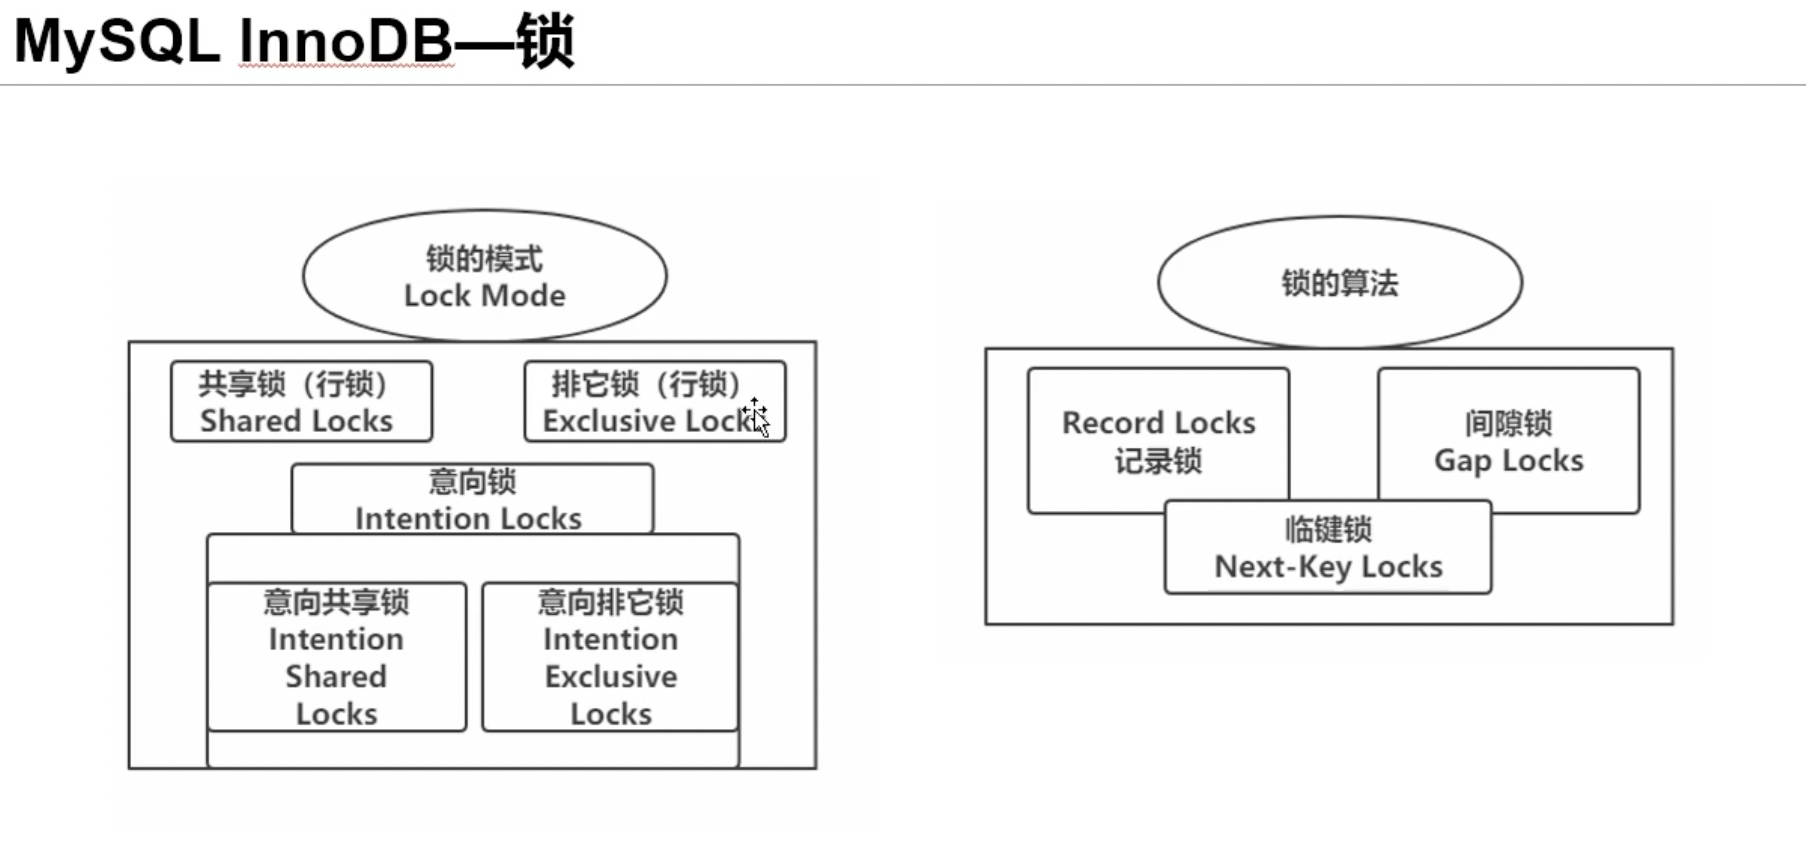 MySQL InnoDB—锁
锁的模式
Lock Mode
共享锁（行锁）
Shared Locks
排它锁（行锁）
Exclusive Locks
意向锁
Intention Locks
意向共享锁
Intention
Shared
Locks
意向排它锁
Intention
Exclusive
Locks
锁的算法
Record Locks
记录锁
间隙锁
Gap Locks
临键锁
Next-Key Locks